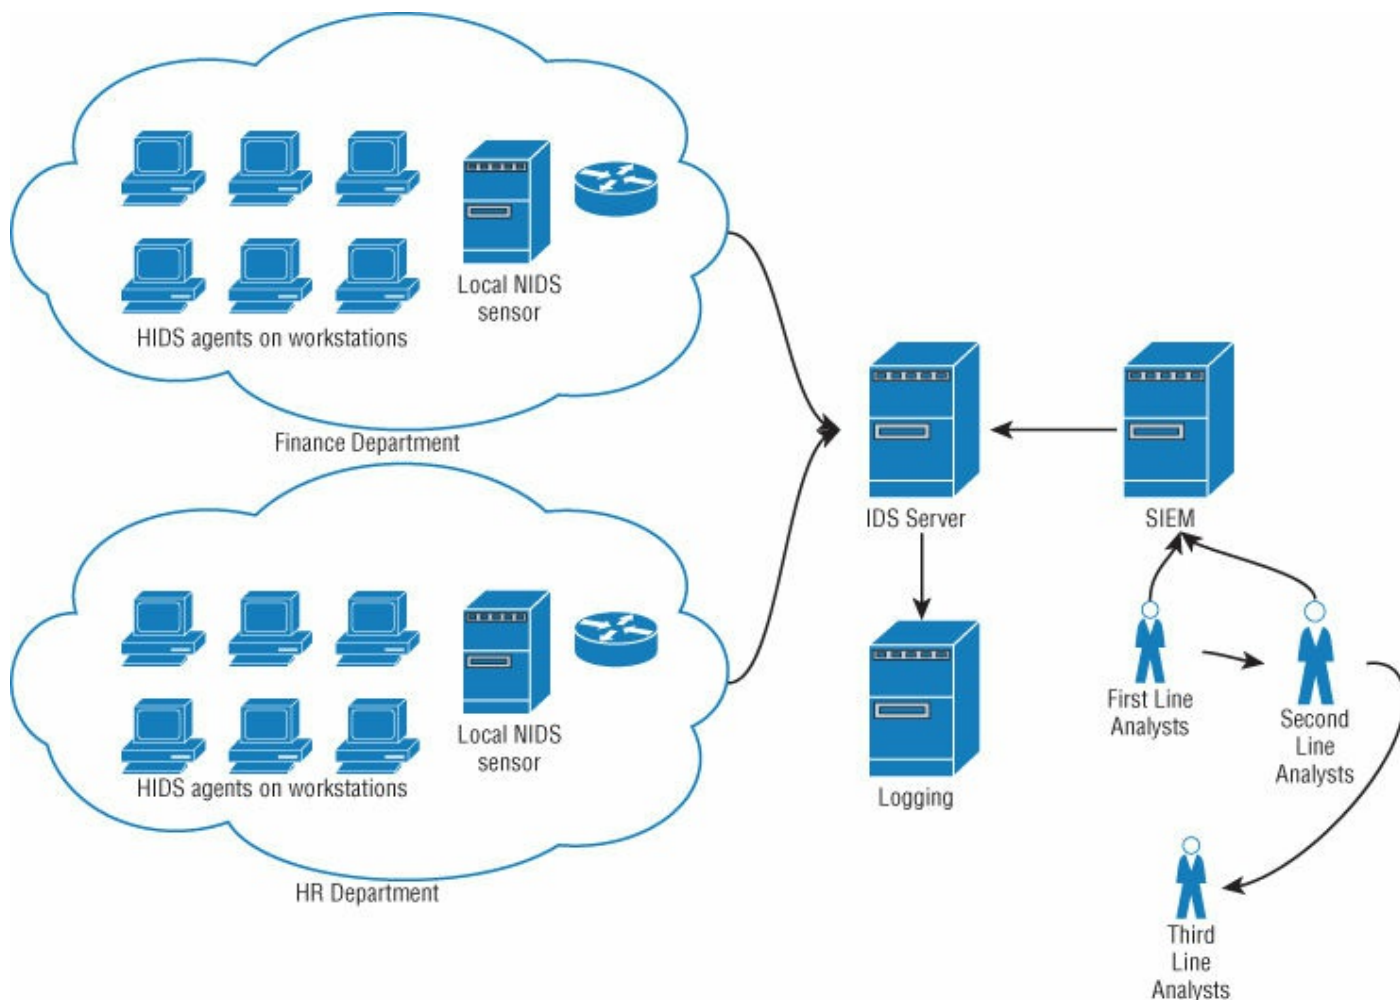 Local NIDS
sensor
HIDS agents on workstations
Finance Department
IDS Server
SIEM
Local NIDS
sensor
HIDS agents on workstations
HR Department
Logging
First Line
Analysts
Second
Line
Analysts
Third
Line
Analysts